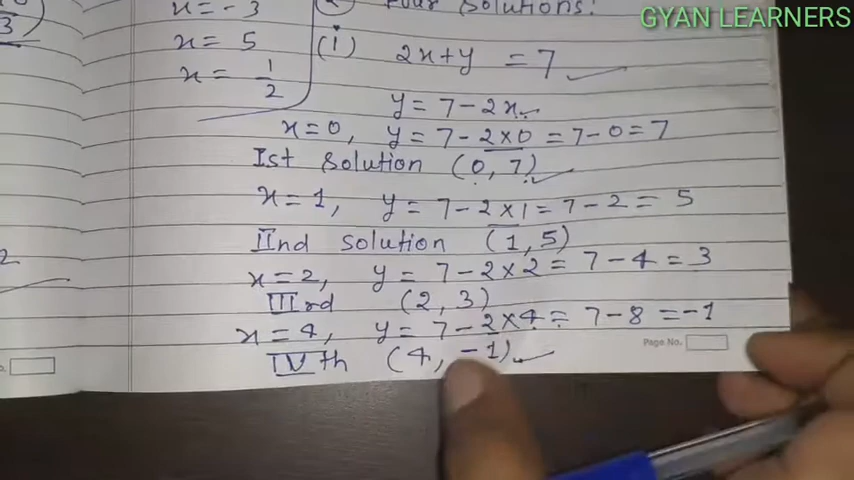 GYAN LEARNERS
x = -3
x = 5
x = 1/2
Four Solutions:
(i) 2x+y = 7
y = 7-2x
x=0, y = 7-2×0 = 7-0=7
Ist Solution (0, 7)
x = 1, y = 7-2×1 = 7-2 = 5
IInd solution (1, 5)
x = 2, y = 7-2×2 = 7-4 = 3
IIIrd (2, 3)
x = 4, y = 7-2×4 = 7-8 = -1
IVth (4, -1)
Page No.